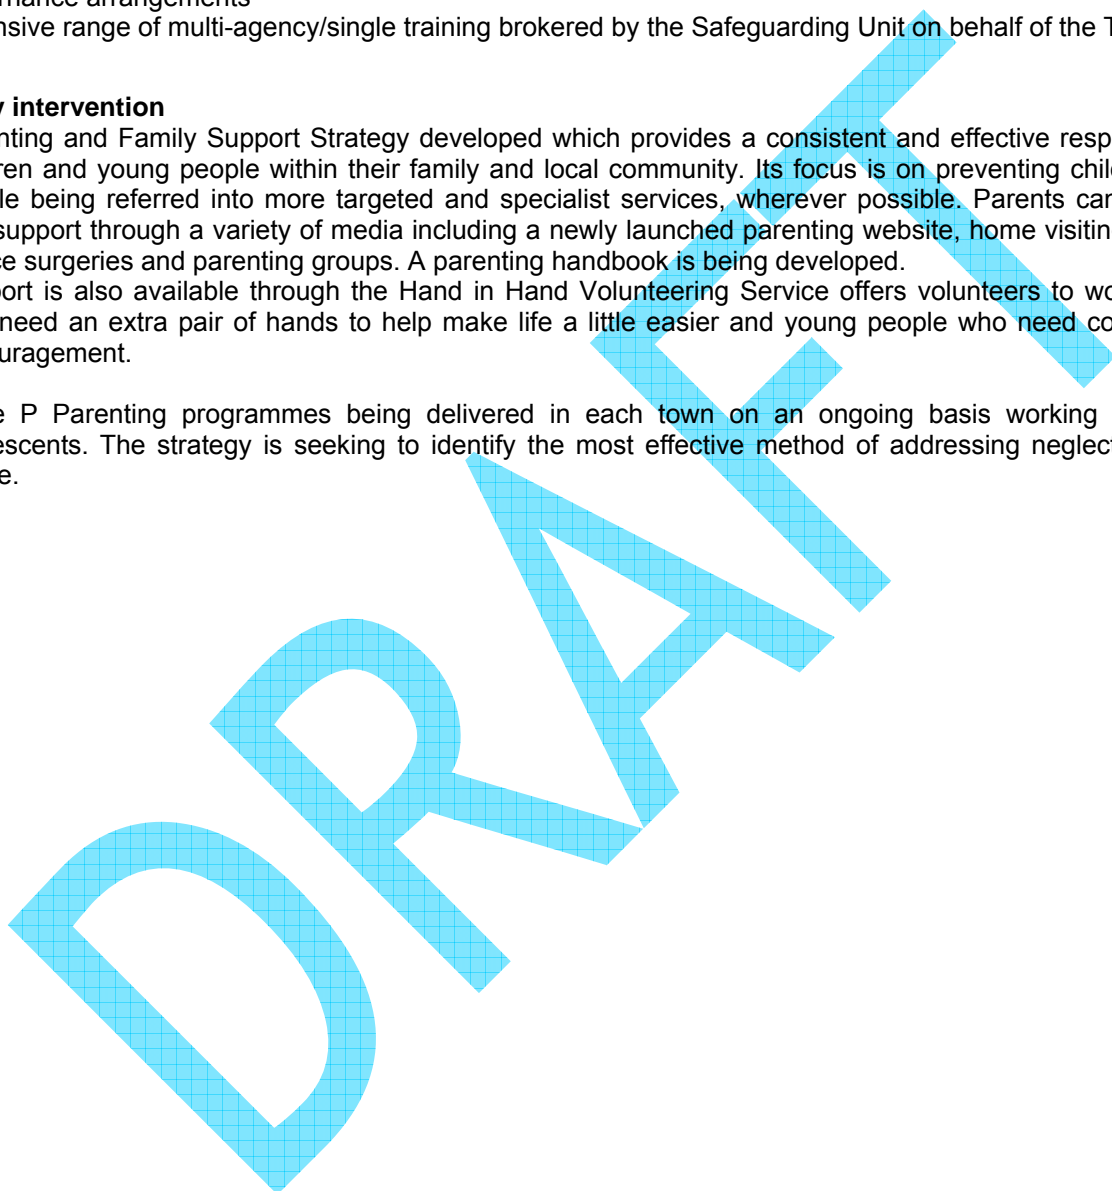 nance arrangements
nsive range of multi-agency/single training brokered by the Safeguarding Unit on behalf of the T
y intervention
nting and Family Support Strategy developed which provides a consistent and effective resp
ren and young people within their family and local community. Its focus is on preventing chil
le being referred into more targeted and specialist services, wherever possible. Parents can
support through a variety of media including a newly launched parenting website, home visitin
ce surgeries and parenting groups. A parenting handbook is being developed.
port is also available through the Hand in Hand Volunteering Service offers volunteers to wo
need an extra pair of hands to help make life a little easier and young people who need co
uragement.
e P Parenting programmes being delivered in each town on an ongoing basis working
escents. The strategy is seeking to identify the most effective method of addressing neglect
e.
DRAFT